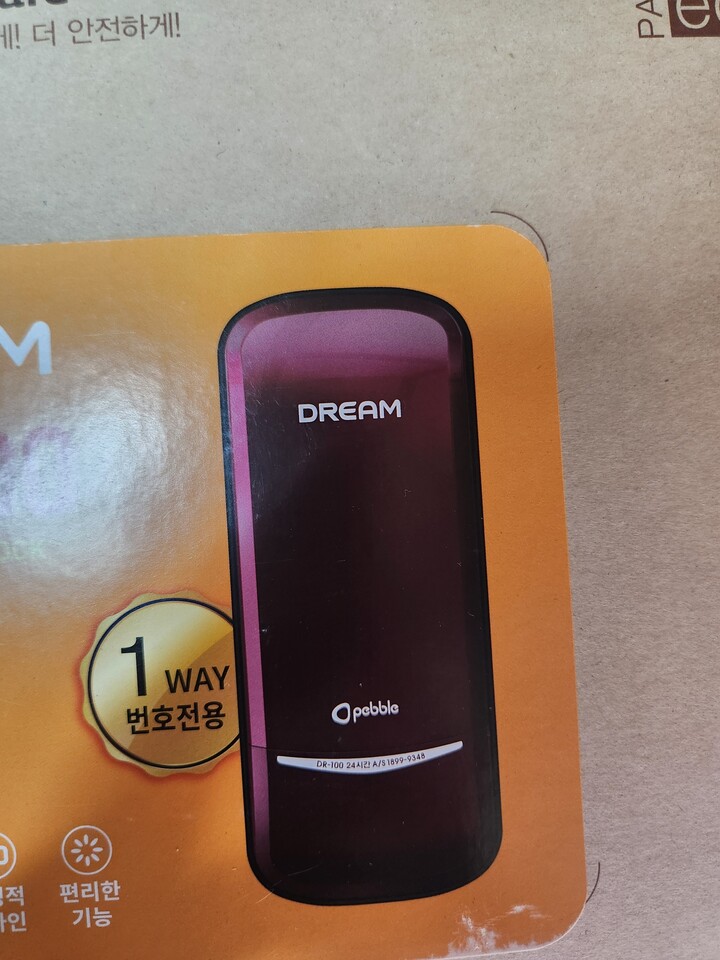 게! 더 안전하게!
PA
M
DREAM
1 WAY
번호전용
pebble
DR-100 24시간 A/S 1899-9348
편리한
기능